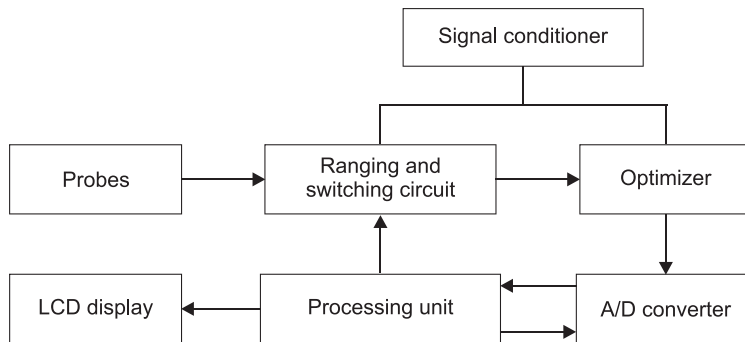 Signal conditioner
Probes
Ranging and
switching circuit
Optimizer
LCD display
Processing unit
A/D converter